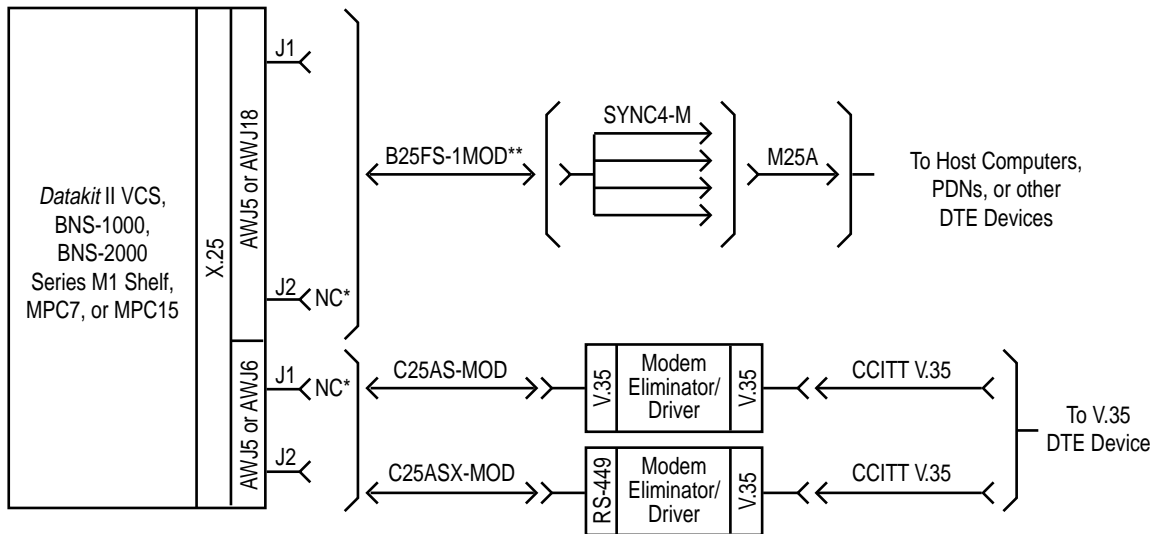 Datakit II VCS,
BNS-1000,
BNS-2000
Series M1 Shelf,
MPC7, or MPC15
X.25
AWJ5 or AWJ18
J1
J2
NC*
B25FS-1MOD**
SYNC4-M
M25A
To Host Computers,
PDNs, or other
DTE Devices
AWJ5 or AWJ6
J1
NC*
J2
C25AS-MOD
V.35
Modem
Eliminator/
Driver
V.35
CCITT V.35
C25ASX-MOD
RS-449
Modem
Eliminator/
Driver
V.35
CCITT V.35
To V.35
DTE Device